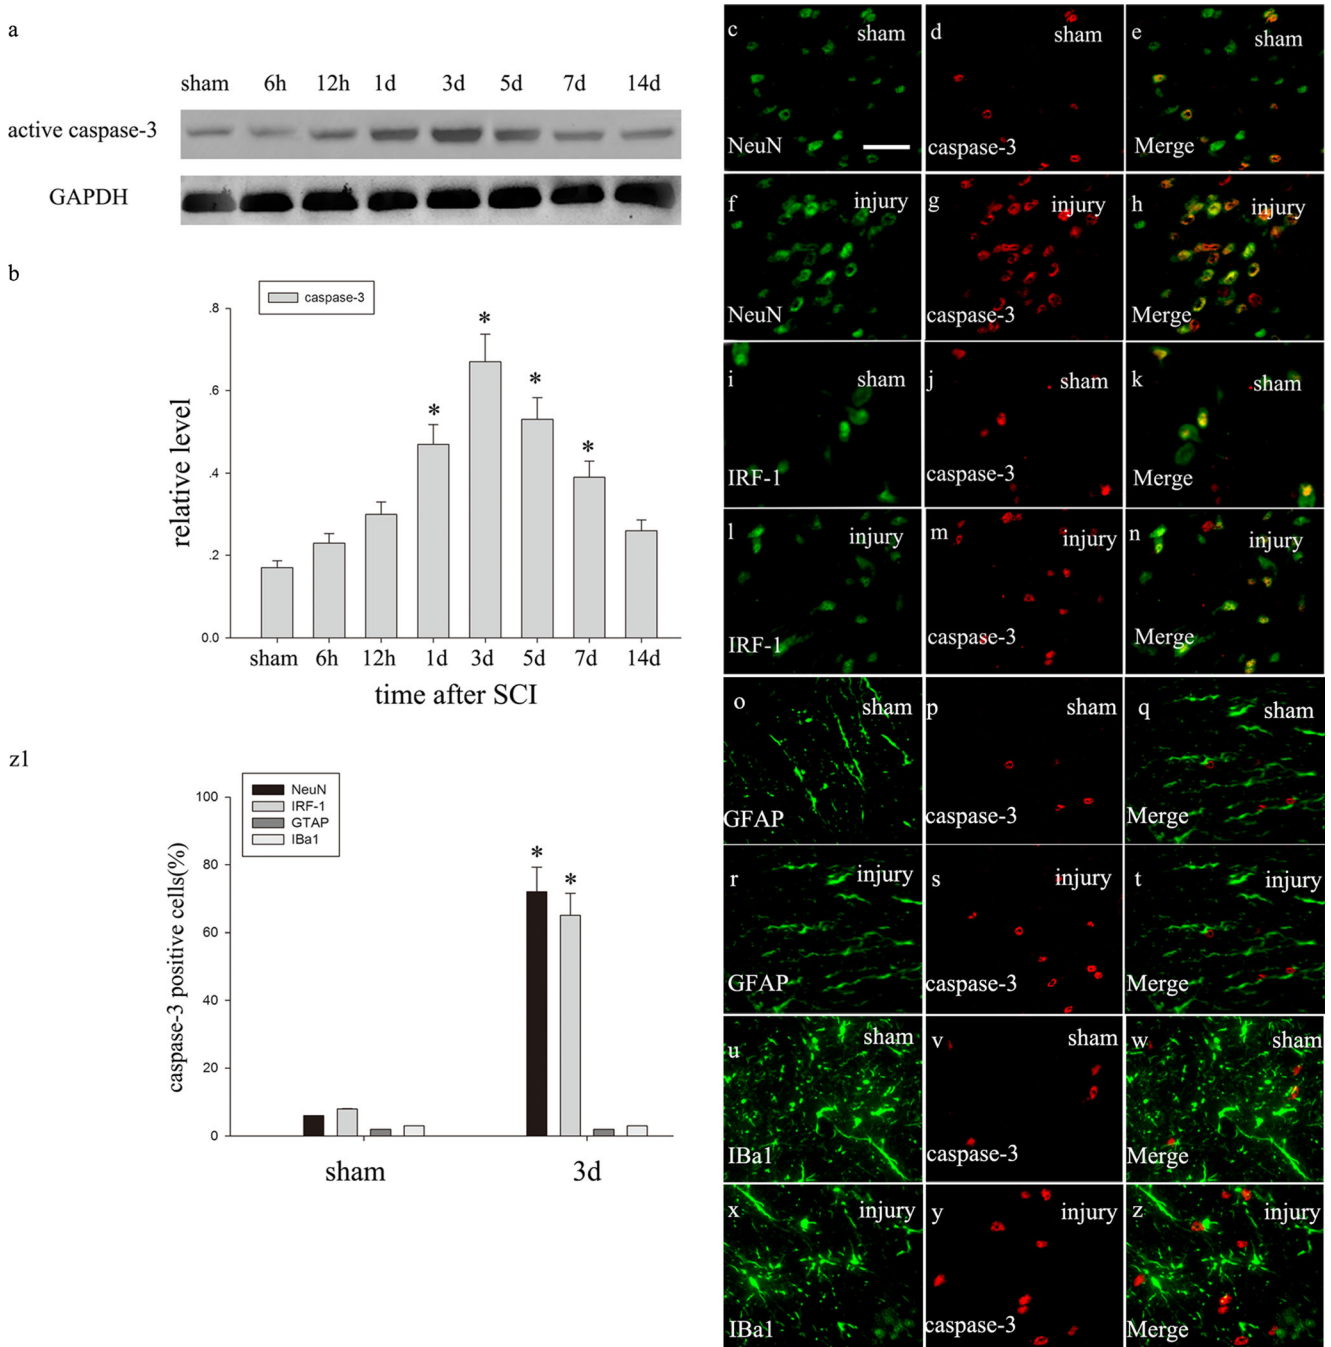 a
sham 6h 12h 1d 3d 5d 7d 14d
active caspase-3
GAPDH
b
caspase-3
.8
.6
.4
.2
0.0
relative level
* * * *
sham 6h 12h 1d 3d 5d 7d 14d
time after SCI
z1
NeuN
IRF-1
GTAP
IBa1
100
80
60
40
20
0
caspase-3 positive cells(%)
* *
sham 3d
c sham NeuN
d sham caspase-3
e sham Merge
f injury NeuN
g injury caspase-3
h injury Merge
i sham IRF-1
j sham caspase-3
k sham Merge
l injury IRF-1
m injury caspase-3
n injury Merge
o sham GFAP
p sham caspase-3
q sham Merge
r injury GFAP
s injury caspase-3
t injury Merge
u sham IBa1
v sham caspase-3
w sham Merge
x injury IBa1
y injury caspase-3
z injury Merge